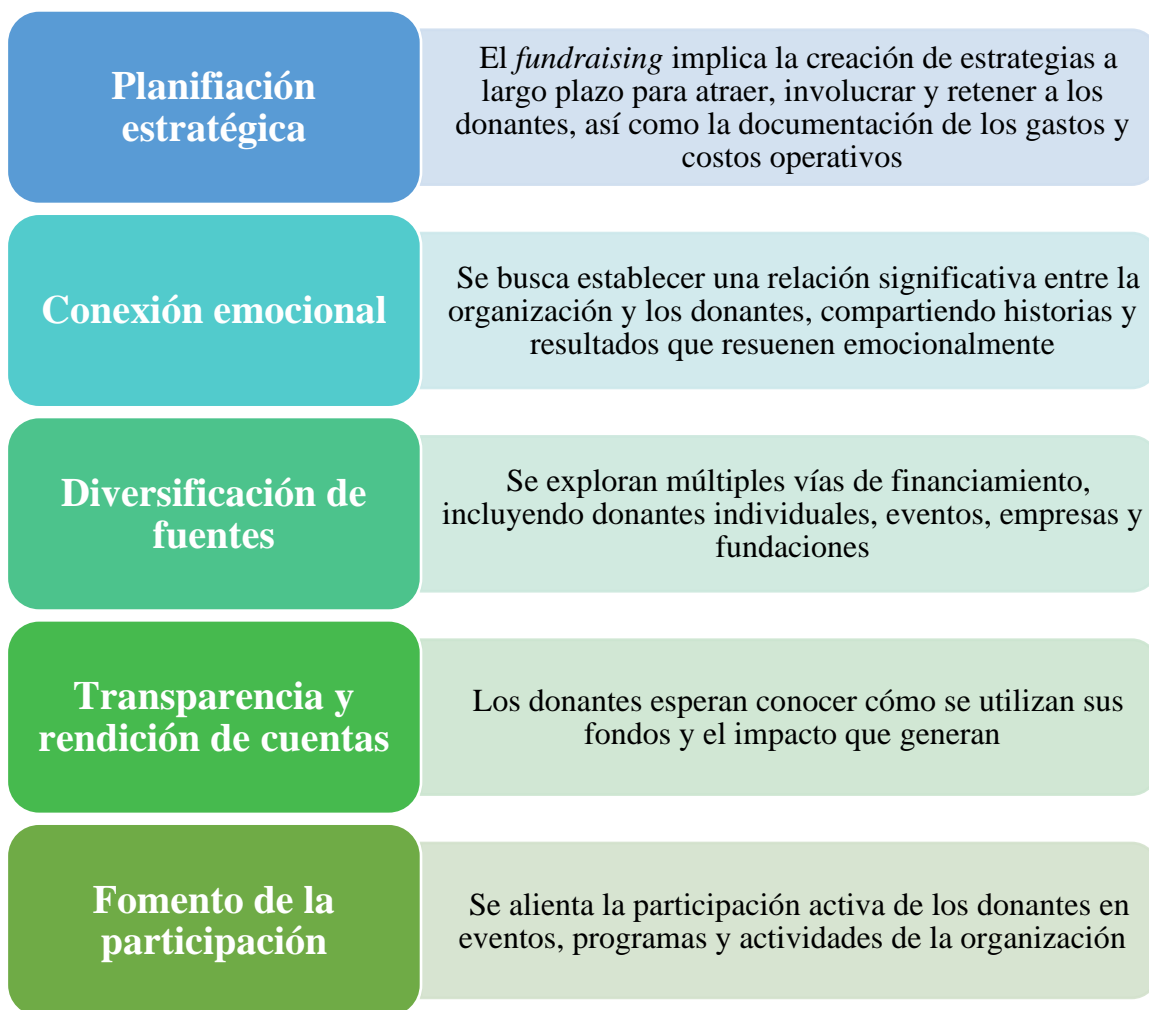 Planifiación
estratégica
El fundraising implica la creación de estrategias a
largo plazo para atraer, involucrar y retener a los
donantes, así como la documentación de los gastos y
costos operativos
Conexión emocional
Se busca establecer una relación significativa entre la
organización y los donantes, compartiendo historias y
resultados que resuenen emocionalmente
Diversificación de
fuentes
Se exploran múltiples vías de financiamiento,
incluyendo donantes individuales, eventos, empresas y
fundaciones
Transparencia y
rendición de cuentas
Los donantes esperan conocer cómo se utilizan sus
fondos y el impacto que generan
Fomento de la
participación
Se alienta la participación activa de los donantes en
eventos, programas y actividades de la organización